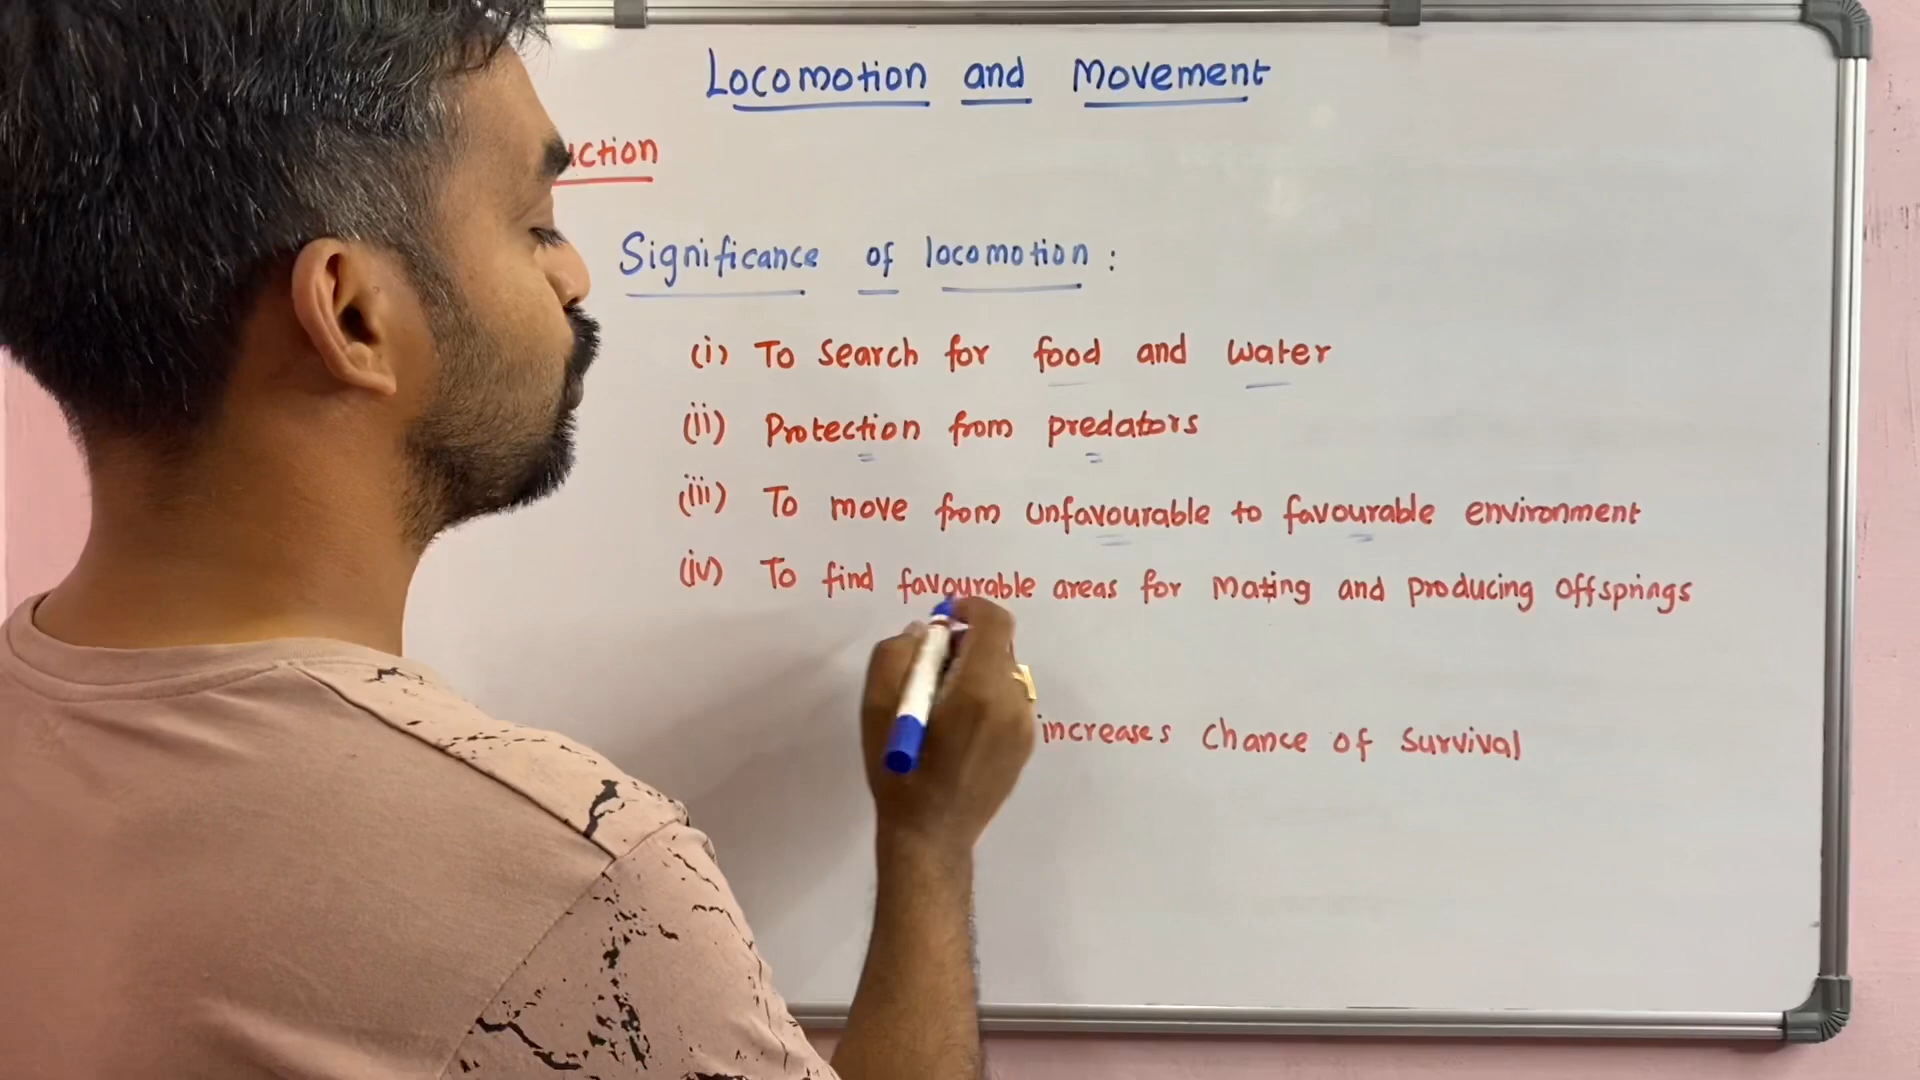 Locomotion and Movement
uction
Significance of locomotion :
(i) To search for food and water
(ii) Protection from predators
(iii) To move from unfavourable to favourable environment
(iv) To find favourable areas for mating and producing offsprings
increases chance of survival